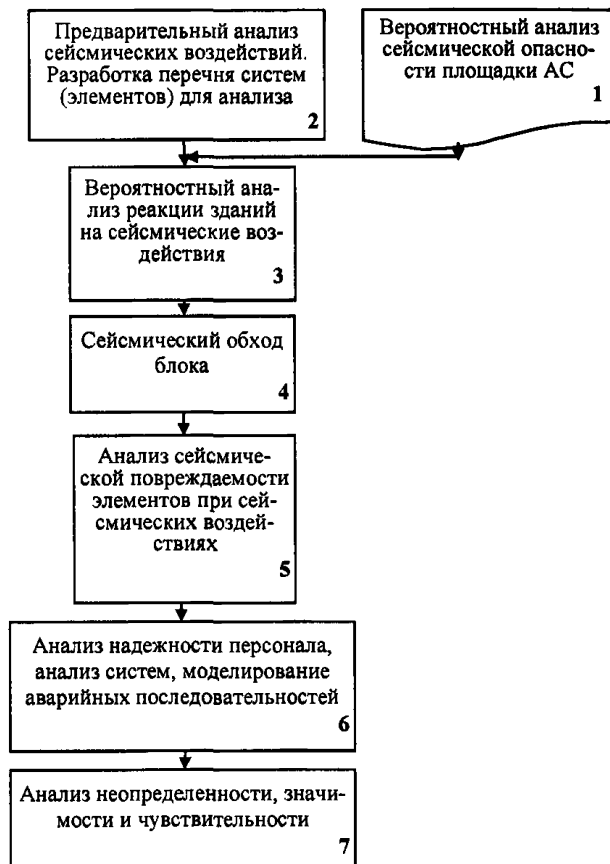 Предварительный анализ
сейсмических воздействий.
Разработка перечня систем
(элементов) для анализа
2
Вероятностный анализ
сейсмической опасно-
сти площадки АС
1
Вероятностный ана-
лиз реакции зданий
на сейсмические воз-
действия
3
Сейсмический обход
блока
4
Анализ сейсмиче-
ской повреждаемости
элементов при сей-
смических воздей-
ствиях
5
Анализ надежности персонала,
анализ систем, моделирование
аварийных последовательностей
6
Анализ неопределенности, значи-
мости и чувствительности
7